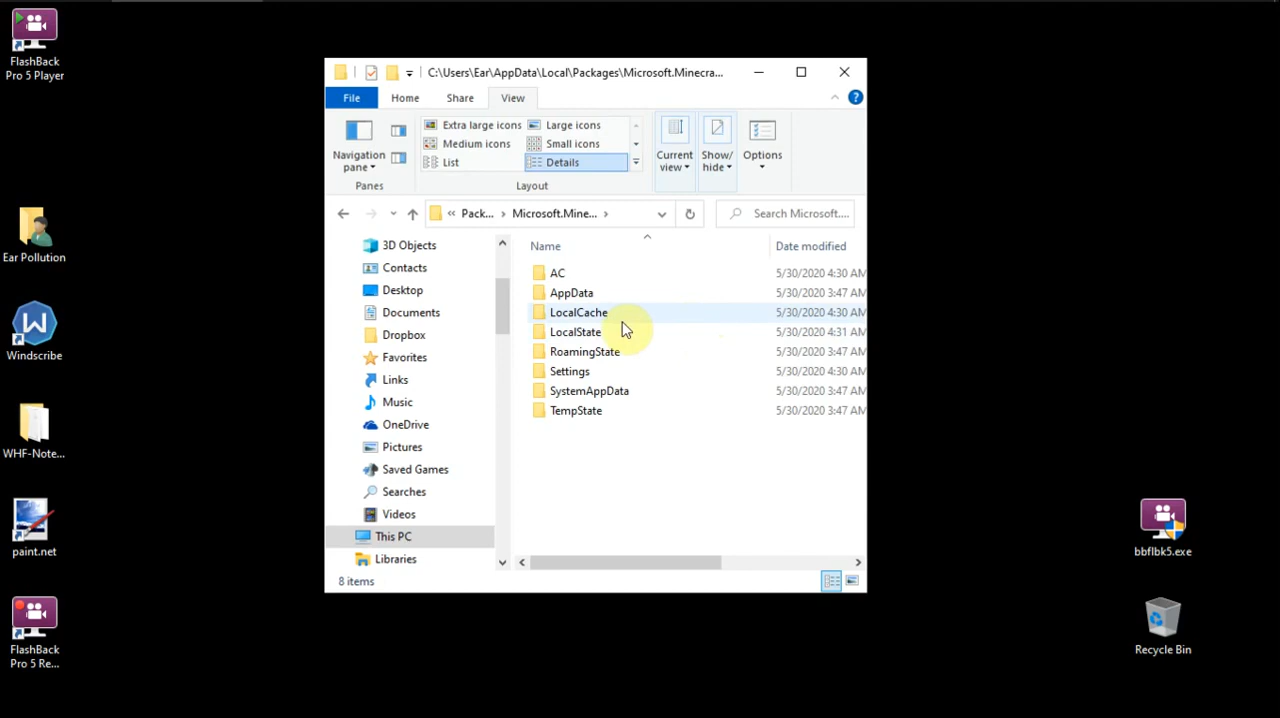 FlashBack
Pro 5 Player
Ear Pollution
Windscribe
WHF-Note...
paint.net
FlashBack
Pro 5 Re...
C:\Users\Ear\AppData\Local\Packages\Microsoft.Minecra...
File Home Share View
Navigation
pane
Extra large icons Large icons
Medium icons Small icons
List Details
Current
view
Show/
hide
Options
Panes Layout
« Pack... › Microsoft.Mine... ›
Search Microsoft....
3D Objects
Contacts
Desktop
Documents
Dropbox
Favorites
Links
Music
OneDrive
Pictures
Saved Games
Searches
Videos
This PC
Libraries
Name Date modified
AC 5/30/2020 4:30 AM
AppData 5/30/2020 3:47 AM
LocalCache 5/30/2020 4:30 AM
LocalState 5/30/2020 4:31 AM
RoamingState 5/30/2020 3:47 AM
Settings 5/30/2020 4:30 AM
SystemAppData 5/30/2020 3:47 AM
TempState 5/30/2020 3:47 AM
8 items
bbflbk5.exe
Recycle Bin